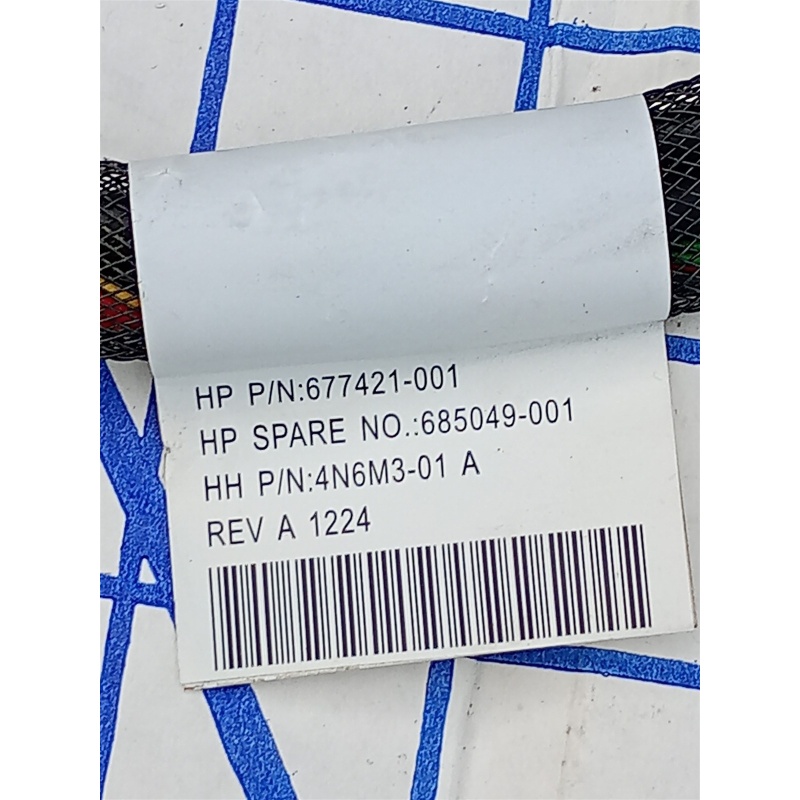 HP P/N:677421-001
HP SPARE NO.:685049-001
HH P/N:4N6M3-01 A
REV A 1224